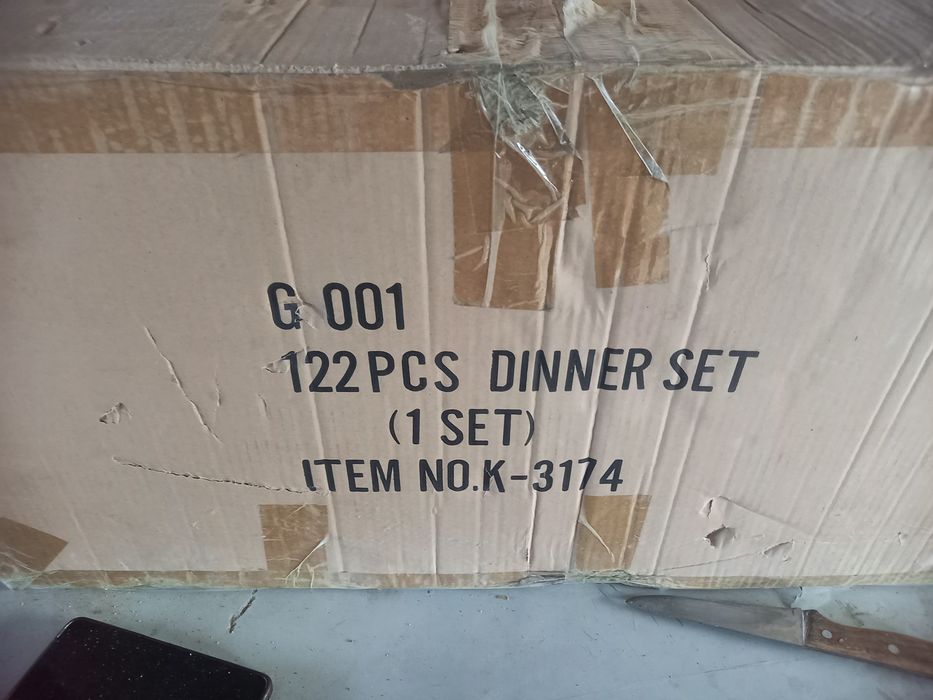 G 001
122 PCS DINNER SET
(1 SET)
ITEM NO.K-3174